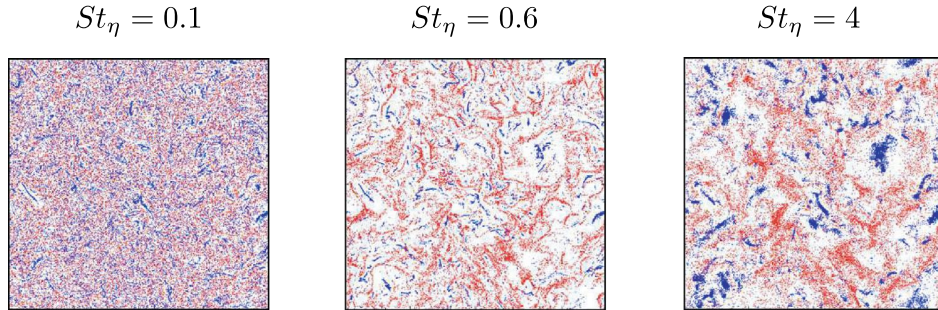 St_η = 0.1
St_η = 0.6
St_η = 4